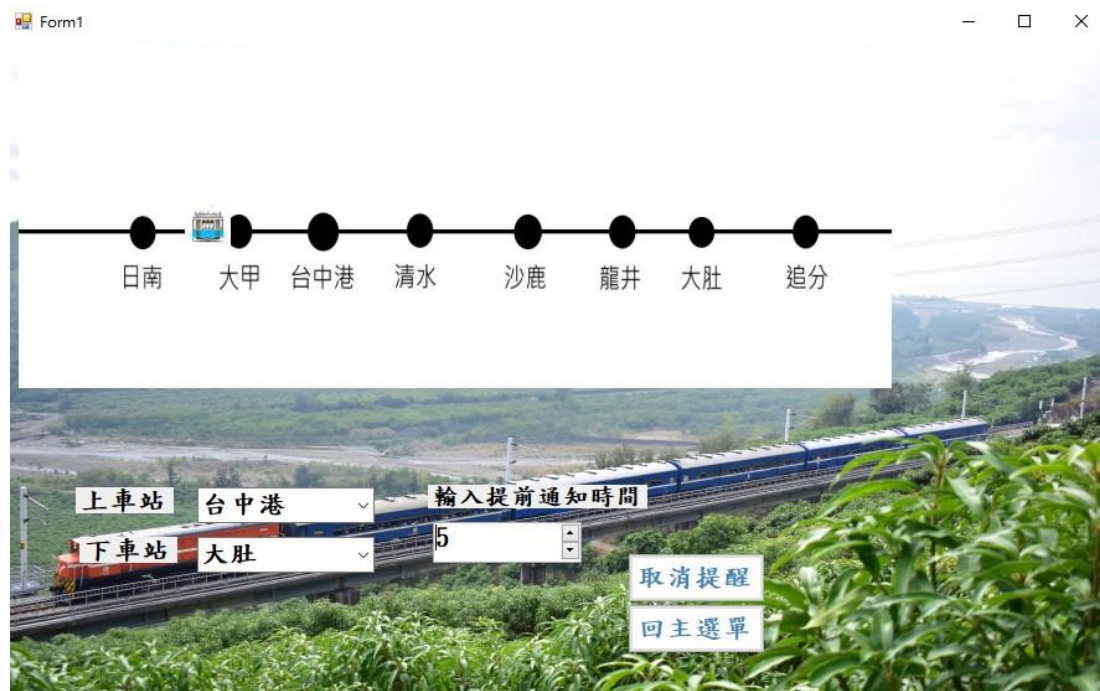 Form1
日南 大甲 台中港 清水 沙鹿 龍井 大肚 追分
上車站 台中港 輸入提前通知時間
下車站 大肚 5
取消提醒
回主選單